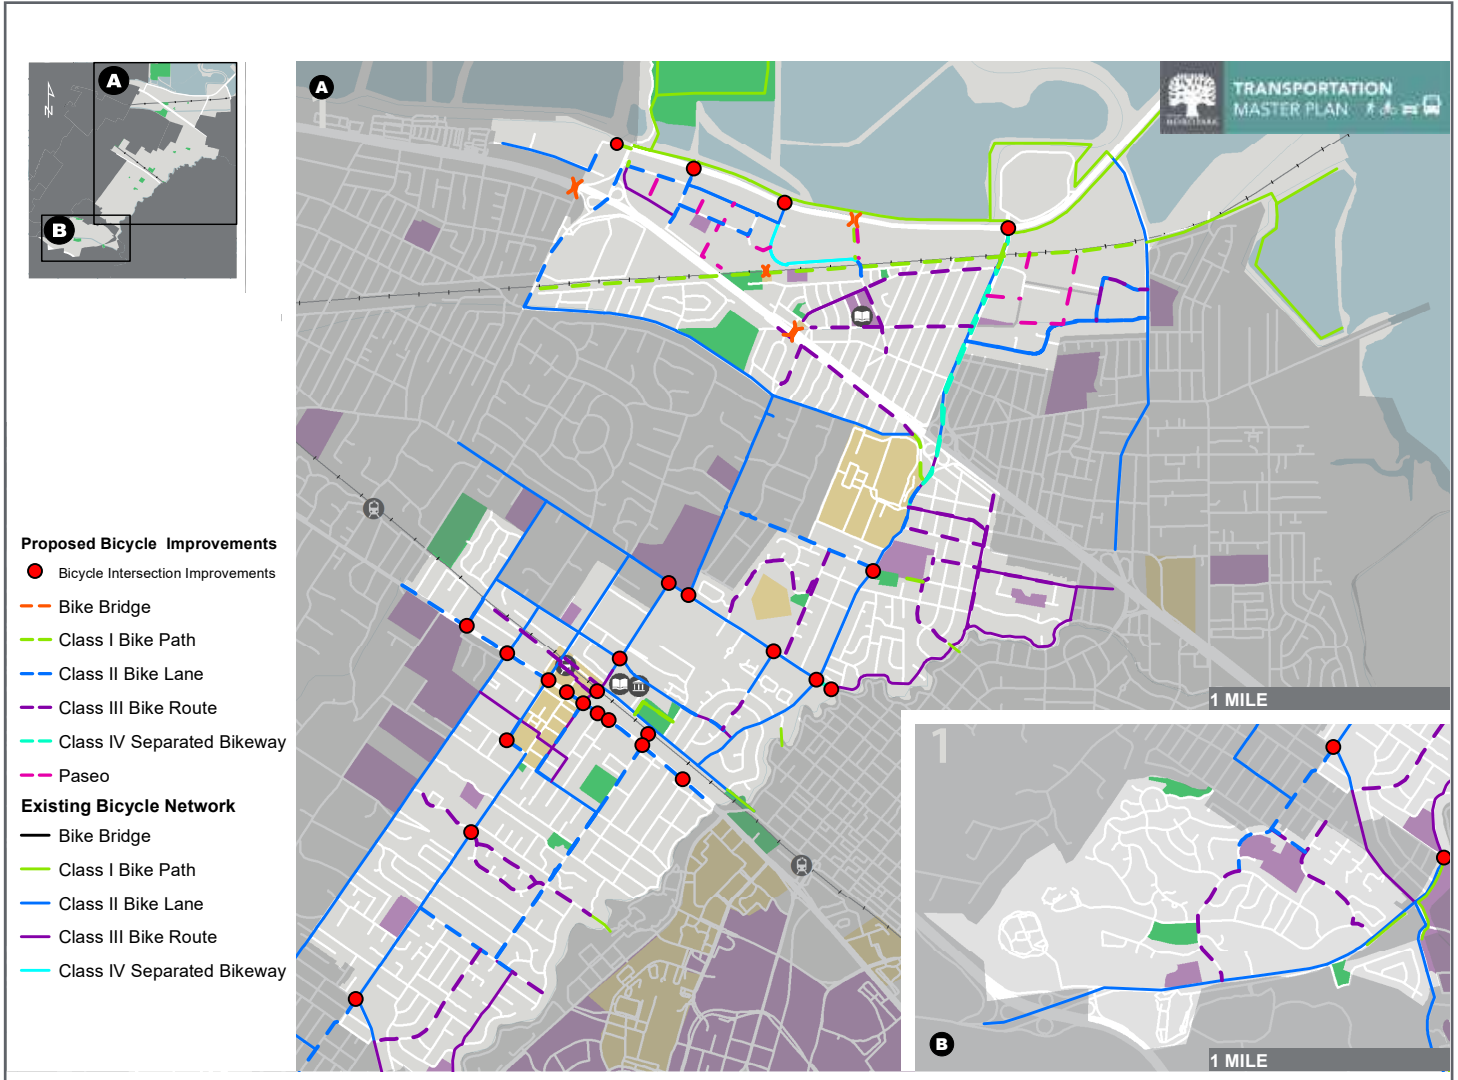 A
B
N
A
TRANSPORTATION
MASTER PLAN
MENLO PARK
Proposed Bicycle Improvements
Bicycle Intersection Improvements
Bike Bridge
Class I Bike Path
Class II Bike Lane
Class III Bike Route
Class IV Separated Bikeway
Paseo
Existing Bicycle Network
Bike Bridge
Class I Bike Path
Class II Bike Lane
Class III Bike Route
Class IV Separated Bikeway
1 MILE
1
B
1 MILE